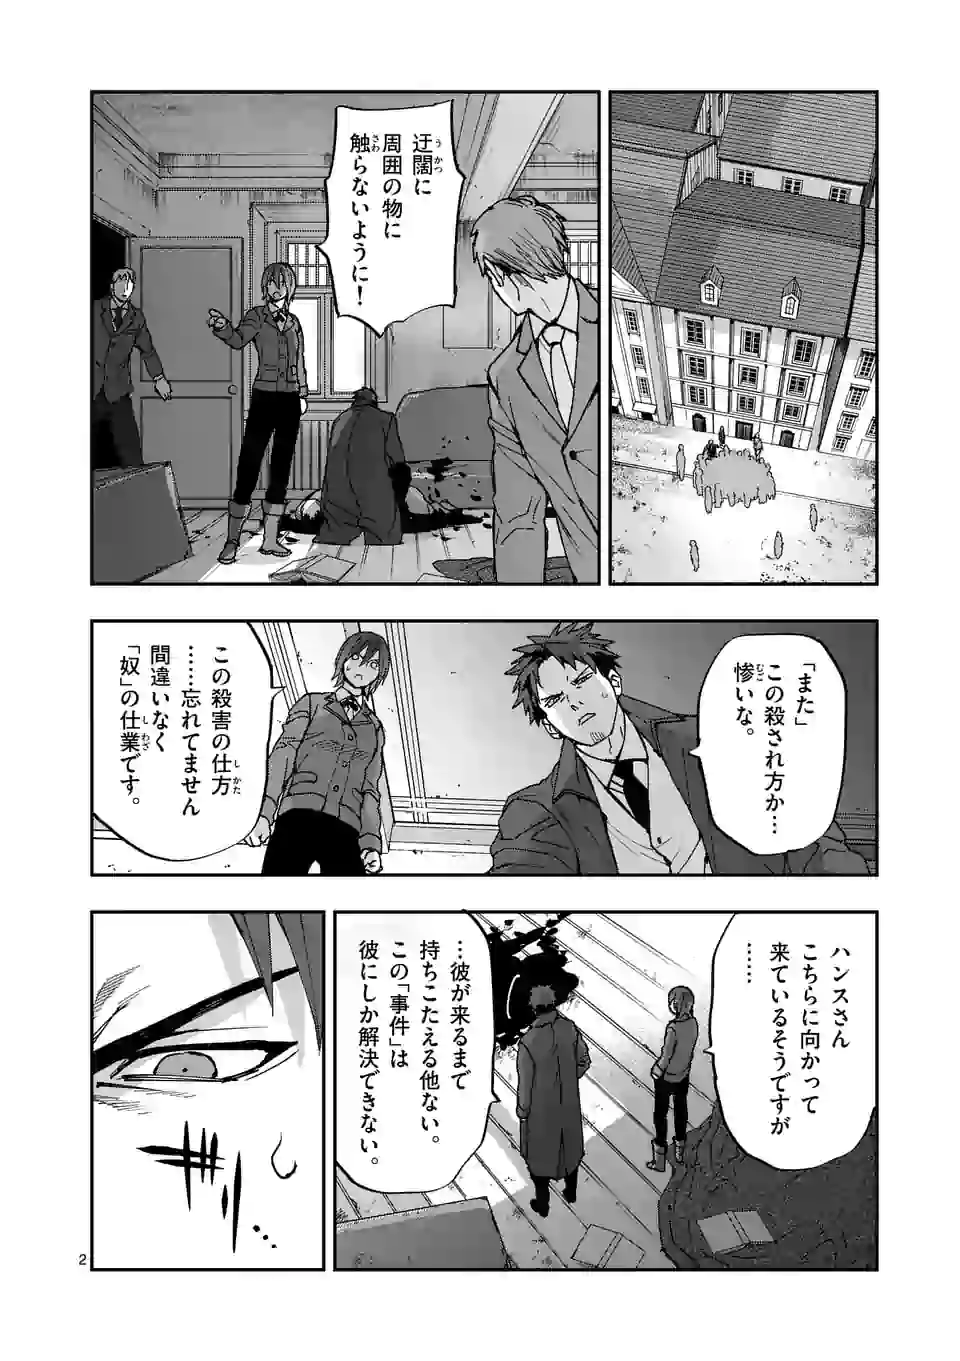 迂闊に
周囲の物に
触らないように！
「また」
この殺され方か…
惨いな。
この殺害の仕方
……忘れてません
間違いなく
「奴」の仕業です。
ハンスさん
こちらに向かって
来ているそうですが
……
…彼が来るまで
持ちこたえる他ない。
この「事件」は
彼にしか解決できない。
2